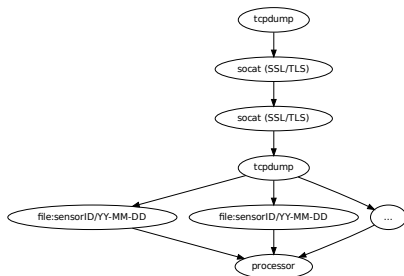 tcpdump
socat (SSL/TLS)
socat (SSL/TLS)
tcpdump
file:sensorID/YY-MM-DD
file:sensorID/YY-MM-DD
...
processor